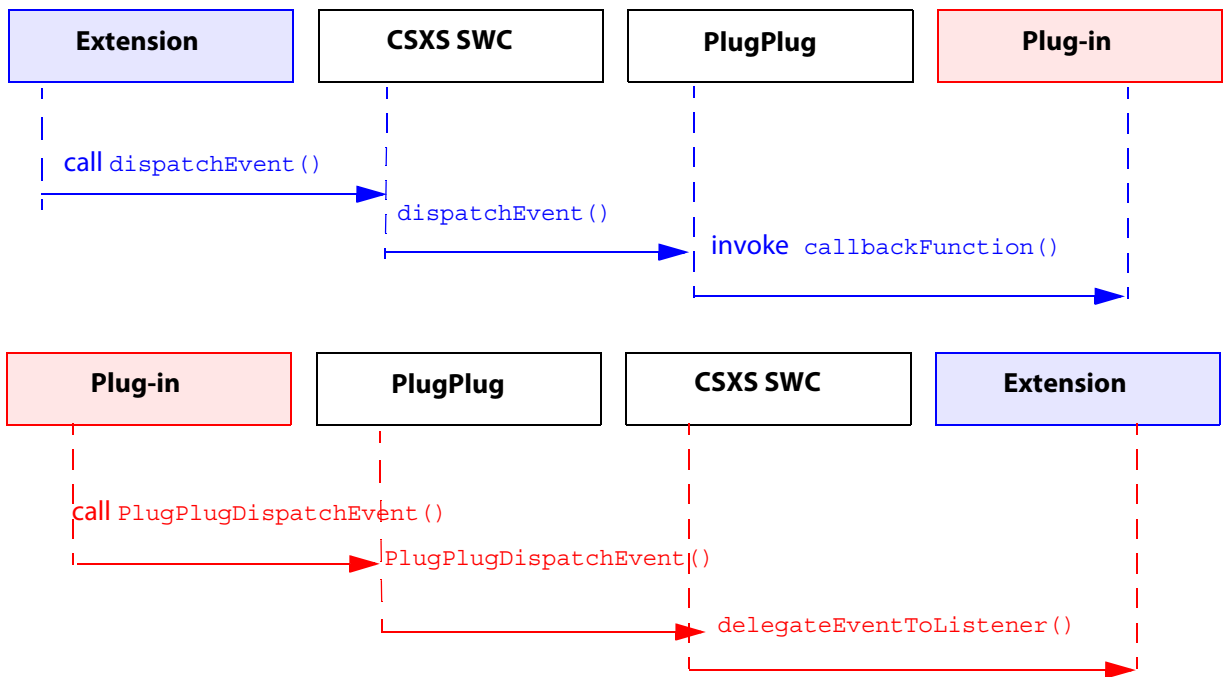 Extension
CSXS SWC
PlugPlug
Plug-in
call dispatchEvent()
dispatchEvent()
invoke callbackFunction()
Plug-in
PlugPlug
CSXS SWC
Extension
call PlugPlugDispatchEvent()
PlugPlugDispatchEvent()
delegateEventToListener()